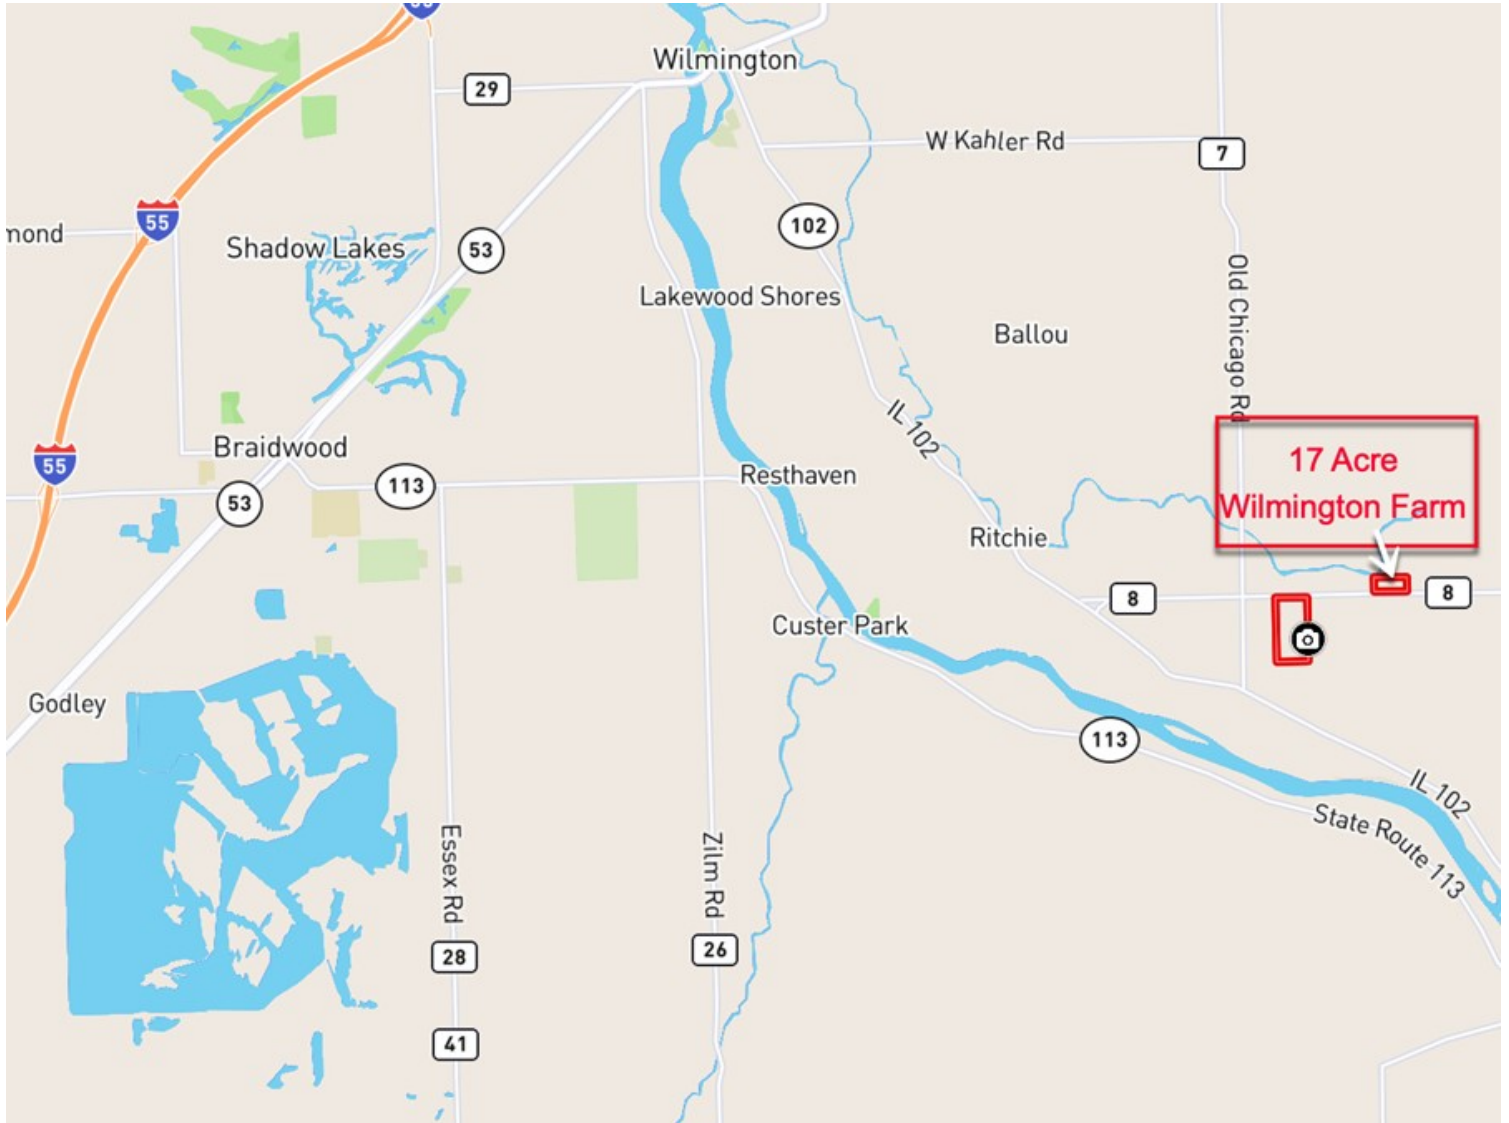 Wilmington
29
W Kahler Rd
7
55
mond
102
Shadow Lakes
53
Lakewood Shores
Old Chicago Rd
Ballou
IL 102
Braidwood
55
17 Acre
Wilmington Farm
Resthaven
113
53
Ritchie
8
8
Custer Park
Godley
113
IL 102
State Route 113
Essex Rd
Zilm Rd
28
26
41